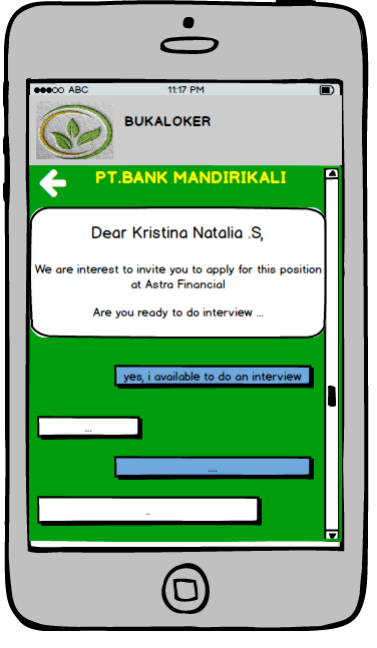 ABC 11:17 PM
BUKALOKER
PT.BANK MANDIRIKALI
Dear Kristina Natalia .S,
We are interest to invite you to apply for this position
at Astra Financial
Are you ready to do interview ...
yes, i available to do an interview
...
....
..